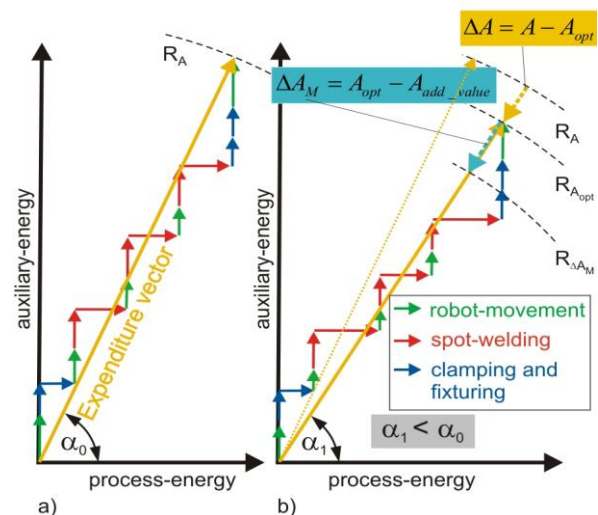 R_A
ΔA = A − A_opt
ΔA_M = A_opt − A_add_value
R_A
R_A_opt
R_ΔA_M
auxiliary-energy
Expenditure vector
α_0
process-energy
a)
auxiliary-energy
robot-movement
spot-welding
clamping and
fixturing
α_1 < α_0
α_1
process-energy
b)